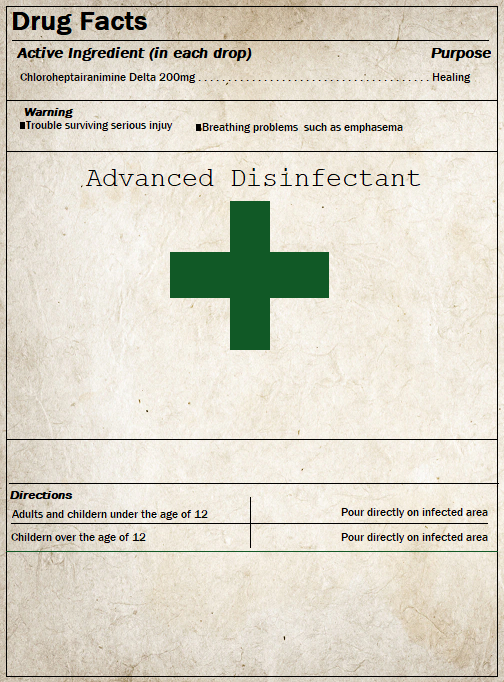 Drug Facts
Active Ingredient (in each drop) Purpose
Chloroheptairanimine Delta 200mg . . . . . . . . . . . . . . . . . . . . . . . . . . . . . . . . . . . . . . . . Healing
Warning
■Trouble surviving serious injuy ■Breathing problems such as emphasema
Advanced Disinfectant
Directions
Adults and childern under the age of 12 Pour directly on infected area
Childern over the age of 12 Pour directly on infected area